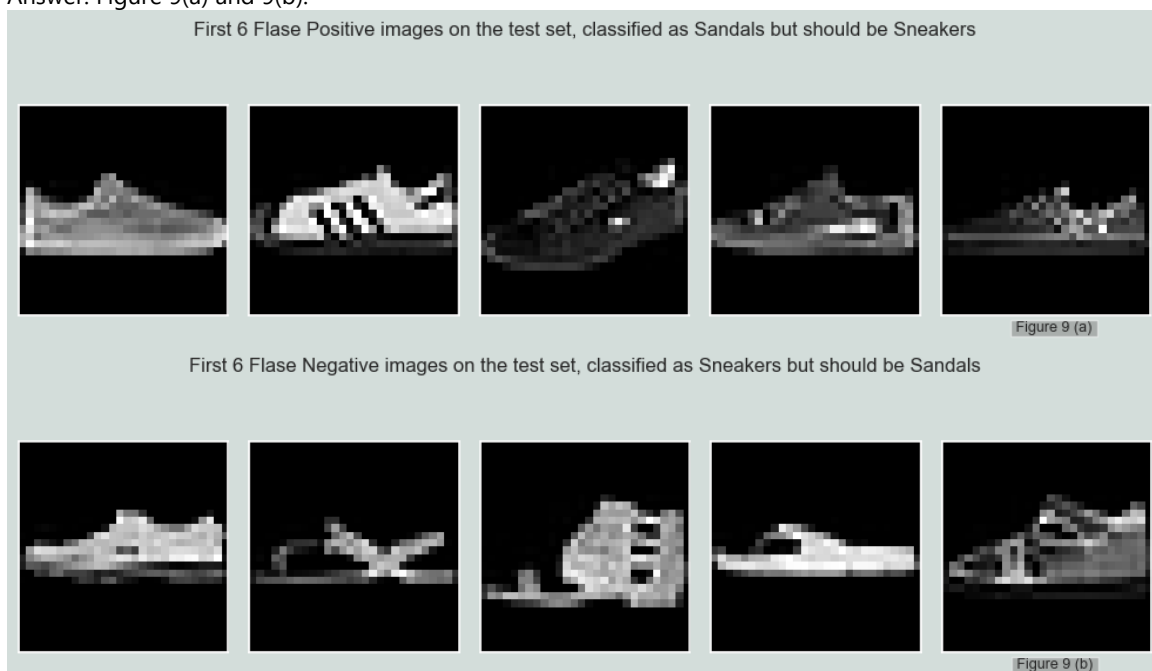 Answer: Figure 9(a) and 9(b).
First 6 Flase Positive images on the test set, classified as Sandals but should be Sneakers
Figure 9 (a)
First 6 Flase Negative images on the test set, classified as Sneakers but should be Sandals
Figure 9 (b)